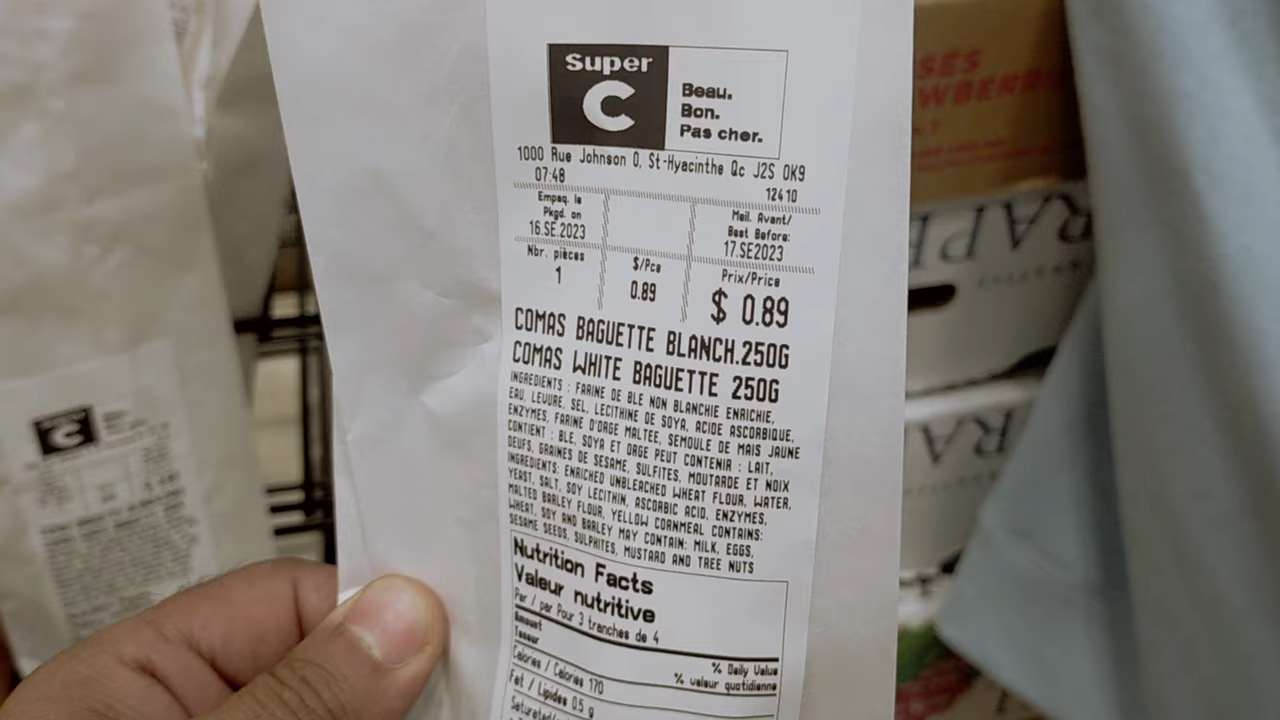 Super
C
Beau.
Bon.
Pas cher.
1000 Rue Johnson O, St-Hyacinthe Qc J2S 0K9
07:48
12410
Empaq. le
Pkgd. on
16.SE.2023
Meil. Avant/
Best Before:
17.SE2023
Nbr. pièces
1
$/Pce
0.89
Prix/Price
$ 0.89
COMAS BAGUETTE BLANCH.250G
COMAS WHITE BAGUETTE 250G
INGREDIENTS : FARINE DE BLE NON BLANCHIE ENRICHIE,
EAU, LEVURE, SEL, LECITHINE DE SOYA, ACIDE ASCORBIQUE,
ENZYMES, FARINE D'ORGE MALTEE, SEMOULE DE MAIS JAUNE
CONTIENT : BLE, SOYA ET ORGE PEUT CONTENIR : LAIT,
OEUFS, GRAINES DE SESAME, SULFITES, MOUTARDE ET NOIX
INGREDIENTS: ENRICHED UNBLEACHED WHEAT FLOUR, WATER,
YEAST, SALT, SOY LECITHIN, ASCORBIC ACID, ENZYMES,
MALTED BARLEY FLOUR, YELLOW CORNMEAL CONTAINS:
WHEAT, SOY AND BARLEY MAY CONTAIN: MILK, EGGS,
SESAME SEEDS, SULPHITES, MUSTARD AND TREE NUTS
Nutrition Facts
Valeur nutritive
Per / par Pour 3 tranches de 4
Amount
Teneur
% Daily Value
% valeur quotidienne
Calories / Calories 170
Fat / Lipides 0.5 g
Saturated/